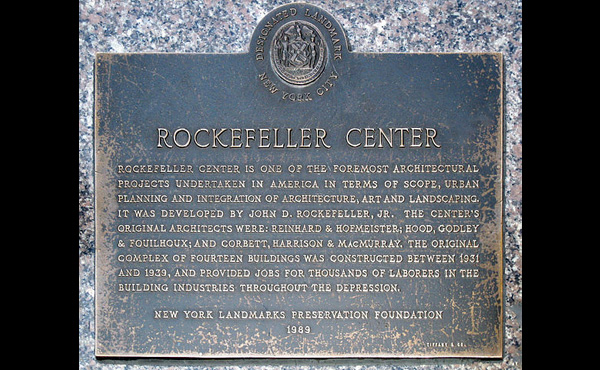 DESIGNATED LANDMARK
NEW YORK CITY
ROCKEFELLER CENTER
ROCKEFELLER CENTER IS ONE OF THE FOREMOST ARCHITECTURAL
PROJECTS UNDERTAKEN IN AMERICA IN TERMS OF SCOPE, URBAN
PLANNING AND INTEGRATION OF ARCHITECTURE, ART AND LANDSCAPING.
IT WAS DEVELOPED BY JOHN D. ROCKEFELLER, JR. THE CENTER'S
ORIGINAL ARCHITECTS WERE: REINHARD & HOFMEISTER; HOOD, GODLEY
& FOUILHOUX; AND CORBETT, HARRISON & MACMURRAY. THE ORIGINAL
COMPLEX OF FOURTEEN BUILDINGS WAS CONSTRUCTED BETWEEN 1931
AND 1939, AND PROVIDED JOBS FOR THOUSANDS OF LABORERS IN THE
BUILDING INDUSTRIES THROUGHOUT THE DEPRESSION.
NEW YORK LANDMARKS PRESERVATION FOUNDATION
1989
TIFFANY & CO.